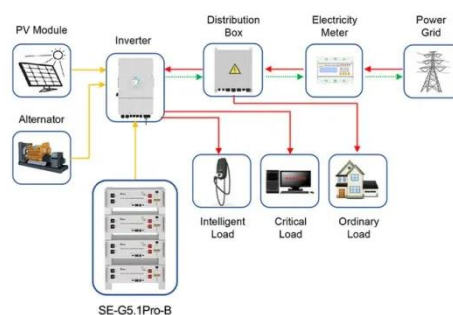 PV Module
Inverter
Distribution
Box
Electricity
Meter
Power
Grid
Alternator
Intelligent
Load
Critical
Load
Ordinary
Load
SE-G5.1Pro-B